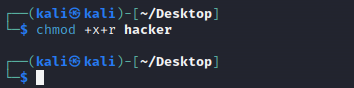 ┌──(kali㉿kali)-[~/Desktop]
└─$ chmod +x+r hacker
┌──(kali㉿kali)-[~/Desktop]
└─$